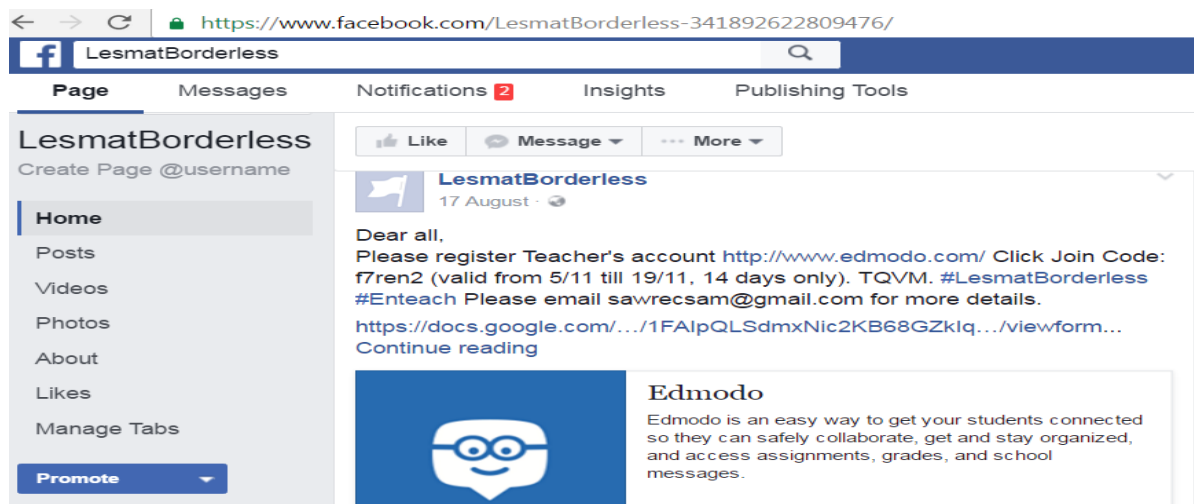 https://www.facebook.com/LesmatBorderless-341892622809476/
f LesmatBorderless
Page Messages Notifications 2 Insights Publishing Tools
LesmatBorderless
Create Page @username
Home
Posts
Videos
Photos
About
Likes
Manage Tabs
Promote
Like Message ··· More
LesmatBorderless
17 August ·
Dear all,
Please register Teacher's account http://www.edmodo.com/ Click Join Code:
f7ren2 (valid from 5/11 till 19/11, 14 days only). TQVM. #LesmatBorderless
#Enteach Please email sawrecsam@gmail.com for more details.
https://docs.google.com/.../1FAIpQLSdmxNic2KB68GZkIq.../viewform...
Continue reading
Edmodo
Edmodo is an easy way to get your students connected
so they can safely collaborate, get and stay organized,
and access assignments, grades, and school
messages.